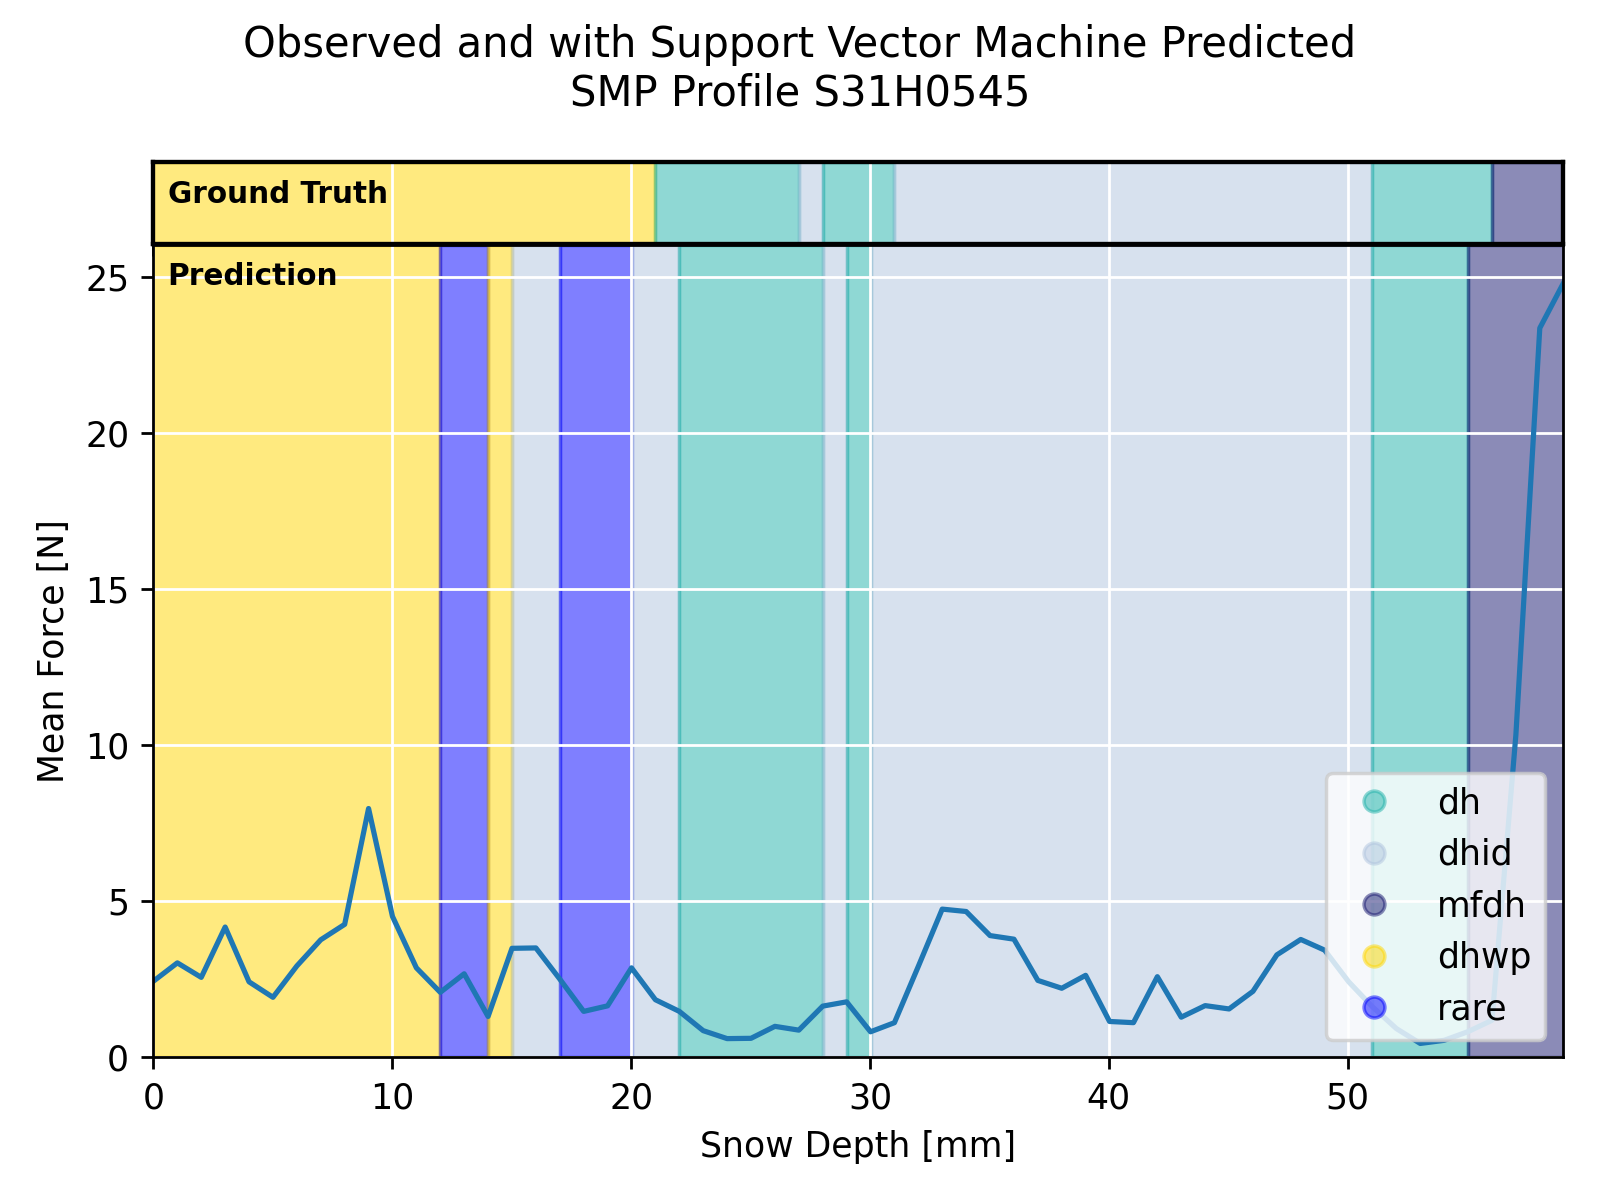 Observed and with Support Vector Machine Predicted
SMP Profile S31H0545
Ground Truth
Prediction
25
20
15
10
5
0
Mean Force [N]
dh
dhid
mfdh
dhwp
rare
0 10 20 30 40 50
Snow Depth [mm]